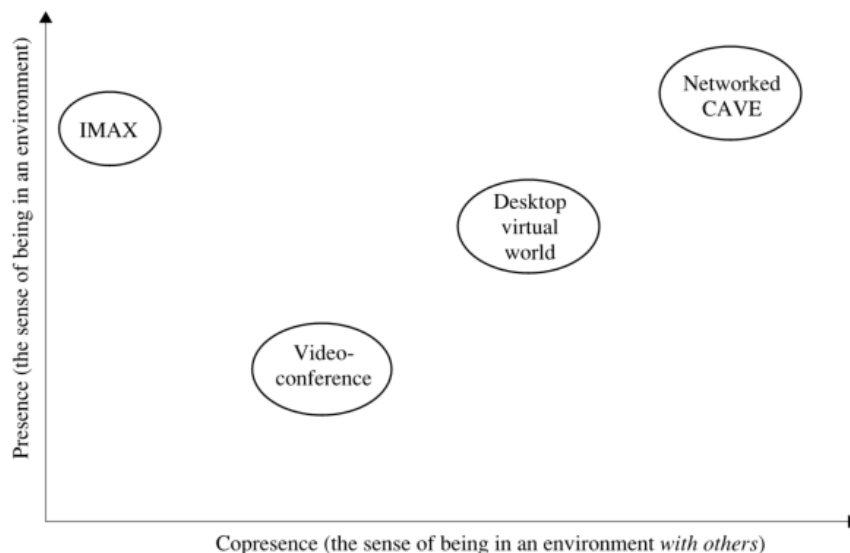 Presence (the sense of being in an environment)
IMAX
Networked
CAVE
Desktop
virtual
world
Video-
conference
Copresence (the sense of being in an environment with others)